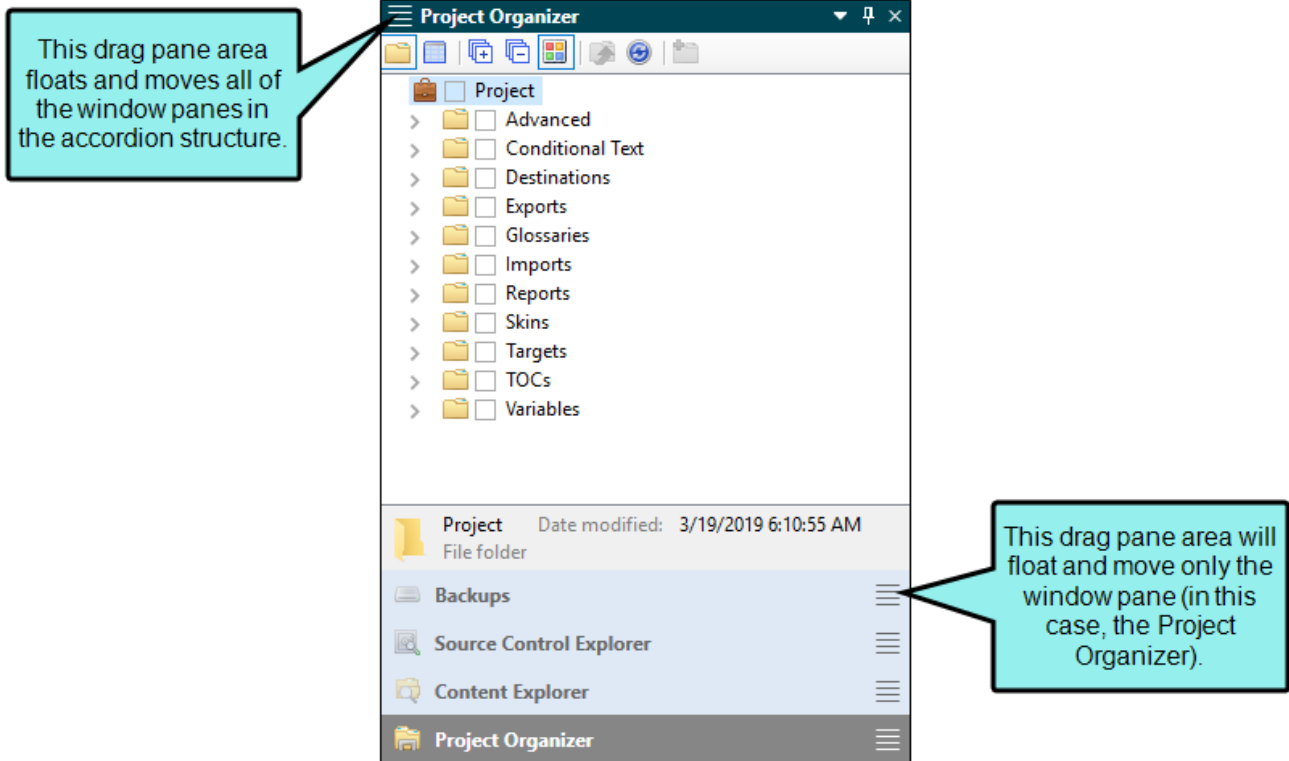 This drag pane area
floats and moves all of
the window panes in
the accordion structure.
Project Organizer
Project
Advanced
Conditional Text
Destinations
Exports
Glossaries
Imports
Reports
Skins
Targets
TOCs
Variables
Project Date modified: 3/19/2019 6:10:55 AM
File folder
Backups
Source Control Explorer
Content Explorer
Project Organizer
This drag pane area will
float and move only the
window pane (in this
case, the Project
Organizer).